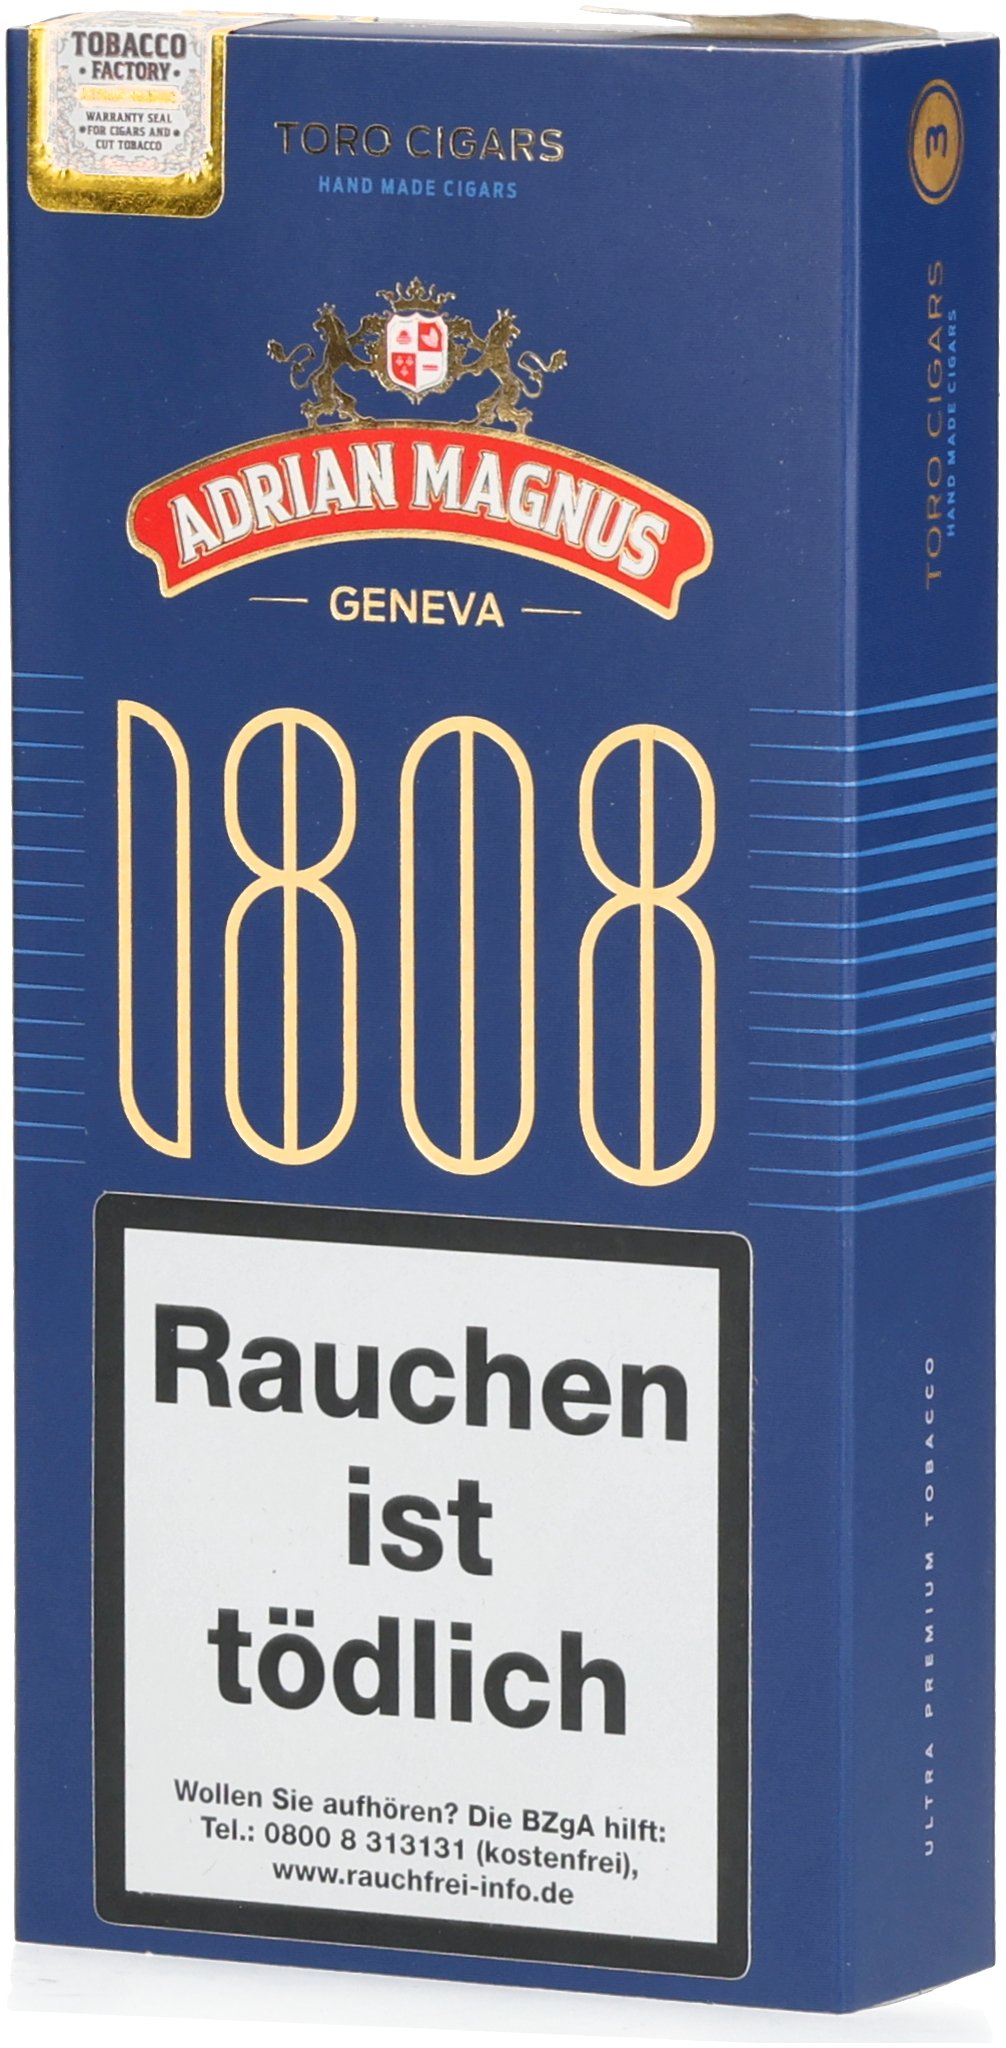 TOBACCO
• FACTORY •
WARRANTY SEAL
FOR CIGARS AND
CUT TOBACCO
TORO CIGARS
HAND MADE CIGARS
ADRIAN MAGNUS
GENEVA
1808
Rauchen
ist
tödlich
Wollen Sie aufhören? Die BZgA hilft:
Tel.: 0800 8 313131 (kostenfrei),
www.rauchfrei-info.de
3
TORO CIGARS
HAND MADE CIGARS
ULTRA PREMIUM TOBACCO